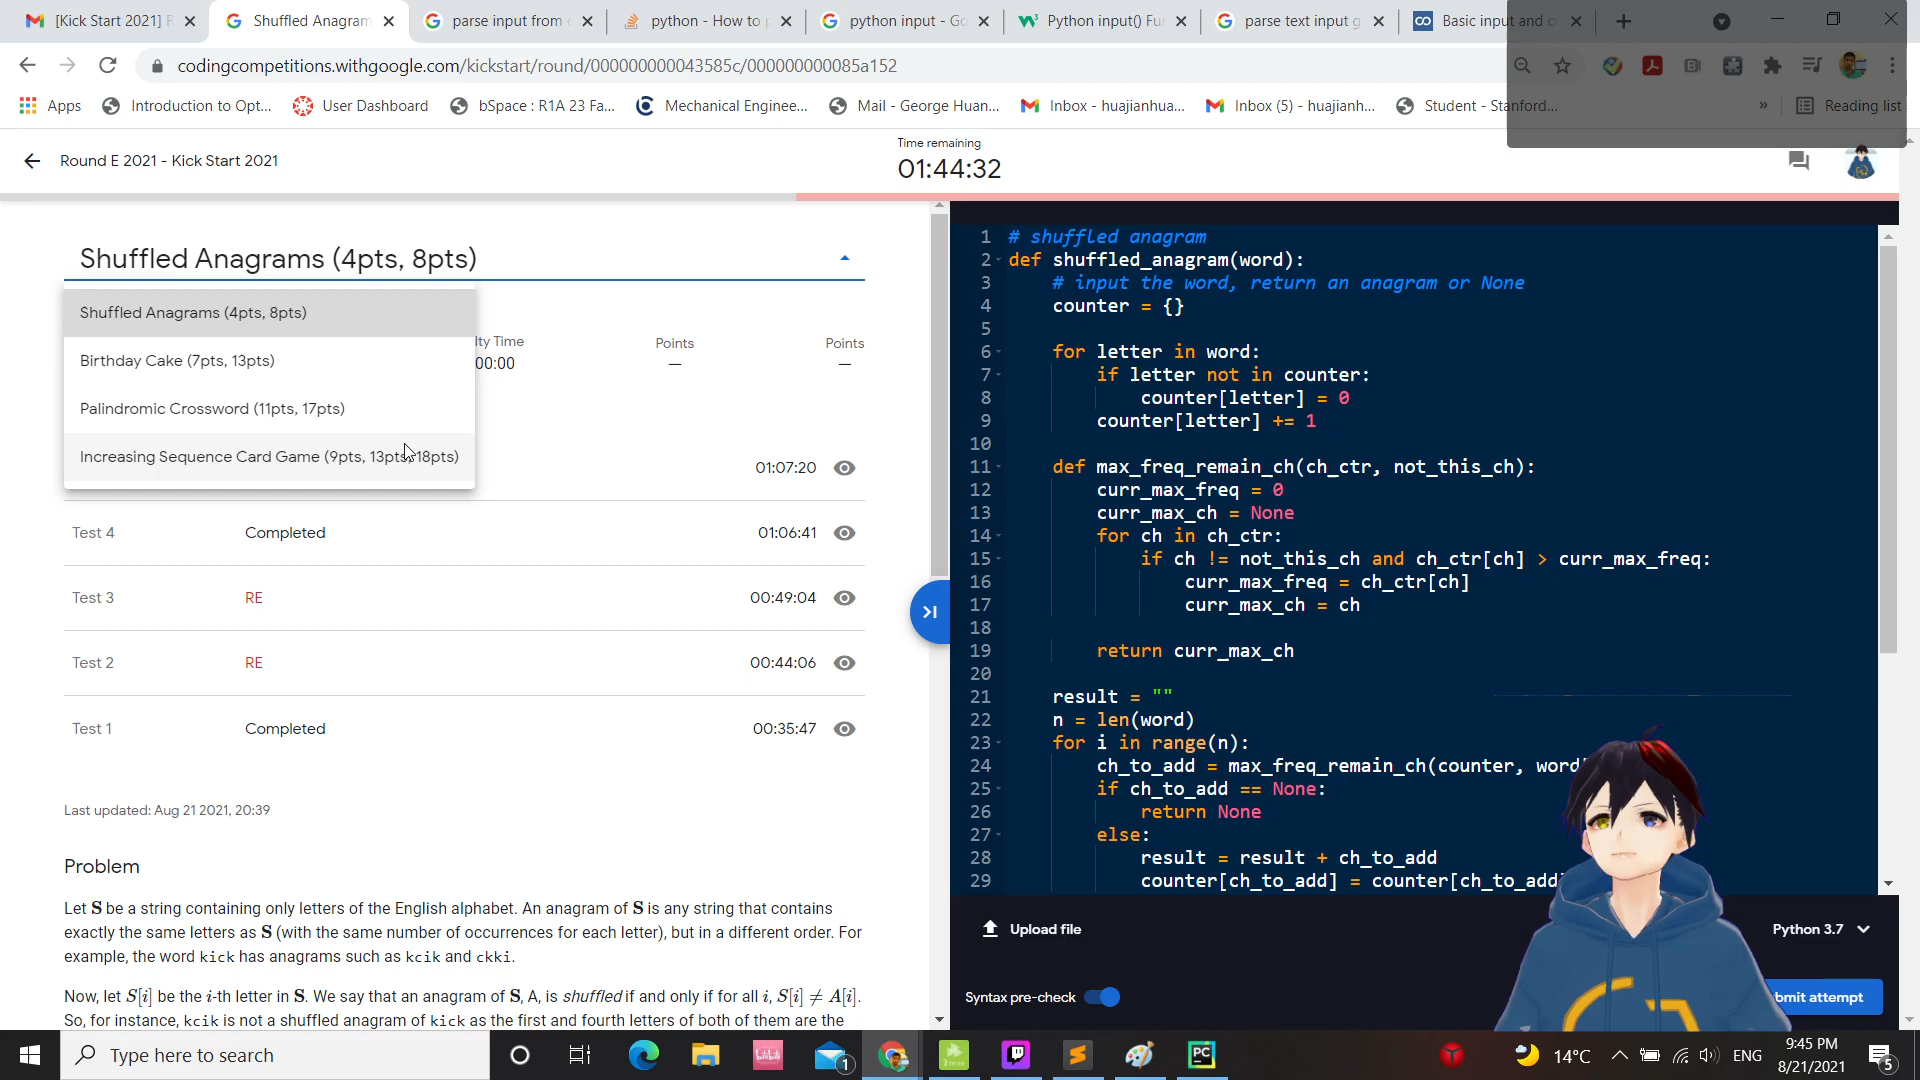 [Kick Start 2021] R
Shuffled Anagram
parse input from
python - How to p
python input - Go
Python input() Fu
parse text input g
Basic input and o
codingcompetitions.withgoogle.com/kickstart/round/000000000043585c/000000000085a152
Apps
Introduction to Opt...
User Dashboard
bSpace : R1A 23 Fa...
Mechanical Enginee...
Mail - George Huan...
Inbox - huajianhua...
Inbox (5) - huajianh...
Student - Stanford...
»
Reading list
Round E 2021 - Kick Start 2021
Time remaining
01:44:32
Shuffled Anagrams (4pts, 8pts)
Shuffled Anagrams (4pts, 8pts)
Birthday Cake (7pts, 13pts)
Palindromic Crossword (11pts, 17pts)
Increasing Sequence Card Game (9pts, 13pts, 18pts)
lty Time
00:00
Points
—
Points
—
01:07:20
Test 4 Completed 01:06:41
Test 3 RE 00:49:04
Test 2 RE 00:44:06
Test 1 Completed 00:35:47
Last updated: Aug 21 2021, 20:39
Problem
Let S be a string containing only letters of the English alphabet. An anagram of S is any string that contains
exactly the same letters as S (with the same number of occurrences for each letter), but in a different order. For
example, the word kick has anagrams such as kcik and ckki.
Now, let S[i] be the i-th letter in S. We say that an anagram of S, A, is shuffled if and only if for all i, S[i] ≠ A[i].
So, for instance, kcik is not a shuffled anagram of kick as the first and fourth letters of both of them are the
1 # shuffled anagram
2 def shuffled_anagram(word):
3 # input the word, return an anagram or None
4 counter = {}
5
6 for letter in word:
7 if letter not in counter:
8 counter[letter] = 0
9 counter[letter] += 1
10
11 def max_freq_remain_ch(ch_ctr, not_this_ch):
12 curr_max_freq = 0
13 curr_max_ch = None
14 for ch in ch_ctr:
15 if ch != not_this_ch and ch_ctr[ch] > curr_max_freq:
16 curr_max_freq = ch_ctr[ch]
17 curr_max_ch = ch
18
19 return curr_max_ch
20
21 result = ""
22 n = len(word)
23 for i in range(n):
24 ch_to_add = max_freq_remain_ch(counter, word
25 if ch_to_add == None:
26 return None
27 else:
28 result = result + ch_to_add
29 counter[ch_to_add] = counter[ch_to_add]
Upload file
Python 3.7
Syntax pre-check
bmit attempt
Type here to search
1
PC
14°C
ENG
9:45 PM
8/21/2021
5